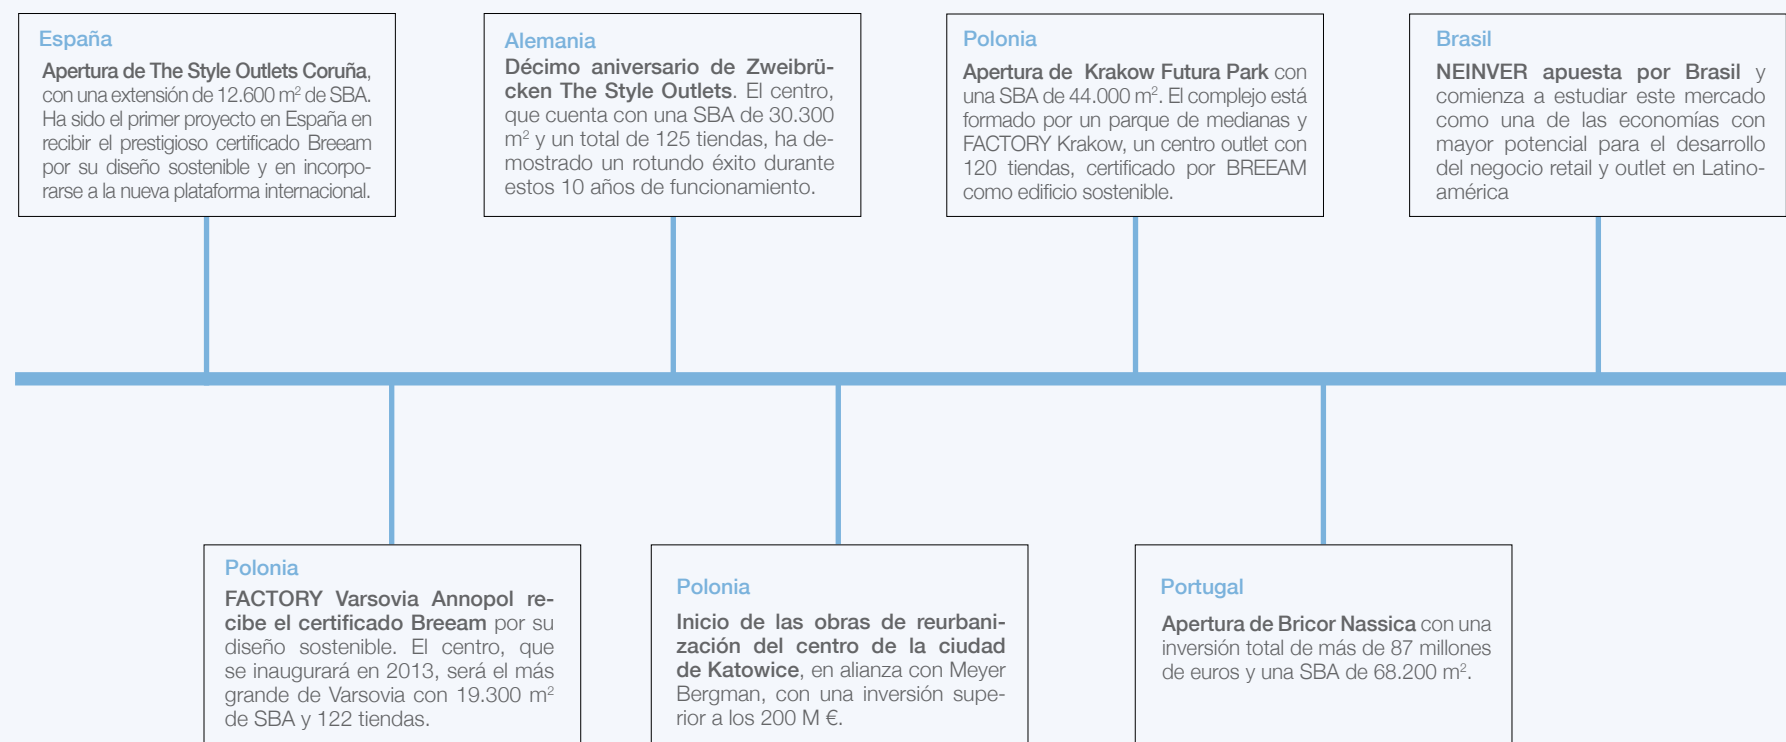 España
Apertura de The Style Outlets Coruña,
con una extensión de 12.600 m² de SBA.
Ha sido el primer proyecto en España en
recibir el prestigioso certificado Breeam
por su diseño sostenible y en incorpo-
rarse a la nueva plataforma internacional.
Alemania
Décimo aniversario de Zweibrü-
cken The Style Outlets. El centro,
que cuenta con una SBA de 30.300
m² y un total de 125 tiendas, ha de-
mostrado un rotundo éxito durante
estos 10 años de funcionamiento.
Polonia
Apertura de Krakow Futura Park con
una SBA de 44.000 m². El complejo está
formado por un parque de medianas y
FACTORY Krakow, un centro outlet con
120 tiendas, certificado por BREEAM
como edificio sostenible.
Brasil
NEINVER apuesta por Brasil y
comienza a estudiar este mercado
como una de las economías con
mayor potencial para el desarrollo
del negocio retail y outlet en Latino-
américa
Polonia
FACTORY Varsovia Annopol re-
cibe el certificado Breeam por su
diseño sostenible. El centro, que
se inaugurará en 2013, será el más
grande de Varsovia con 19.300 m²
de SBA y 122 tiendas.
Polonia
Inicio de las obras de reurbani-
zación del centro de la ciudad
de Katowice, en alianza con Meyer
Bergman, con una inversión supe-
rior a los 200 M €.
Portugal
Apertura de Bricor Nassica con una
inversión total de más de 87 millones
de euros y una SBA de 68.200 m².